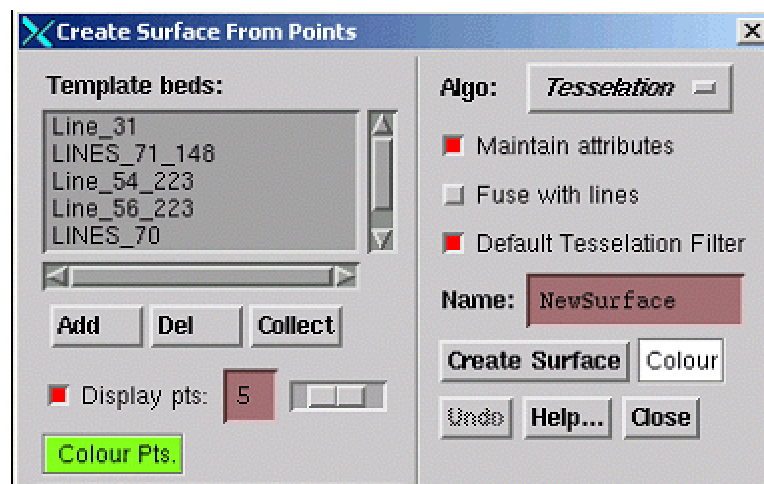 Create Surface From Points
Template beds:
Line_31
LINES_71_148
Line_54_223
Line_56_223
LINES_70
Add Del Collect
Display pts: 5
Colour Pts.
Algo: Tesselation
Maintain attributes
Fuse with lines
Default Tesselation Filter
Name: NewSurface
Create Surface Colour
Undo Help... Close